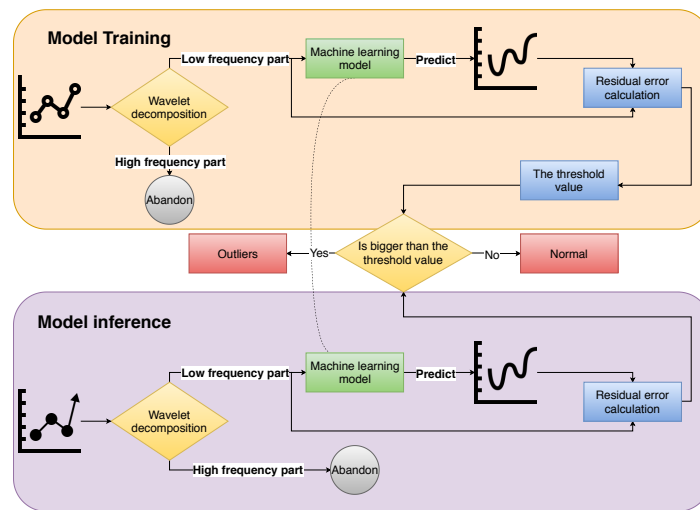 Model Training
Low frequency part
Machine learning
model
Predict
Residual error
calculation
Wavelet
decomposition
High frequency part
Abandon
The threshold
value
Outliers
Yes
Is bigger than the
threshold value
No
Normal
Model inference
Low frequency part
Machine learning
model
Predict
Residual error
calculation
Wavelet
decomposition
High frequency part
Abandon